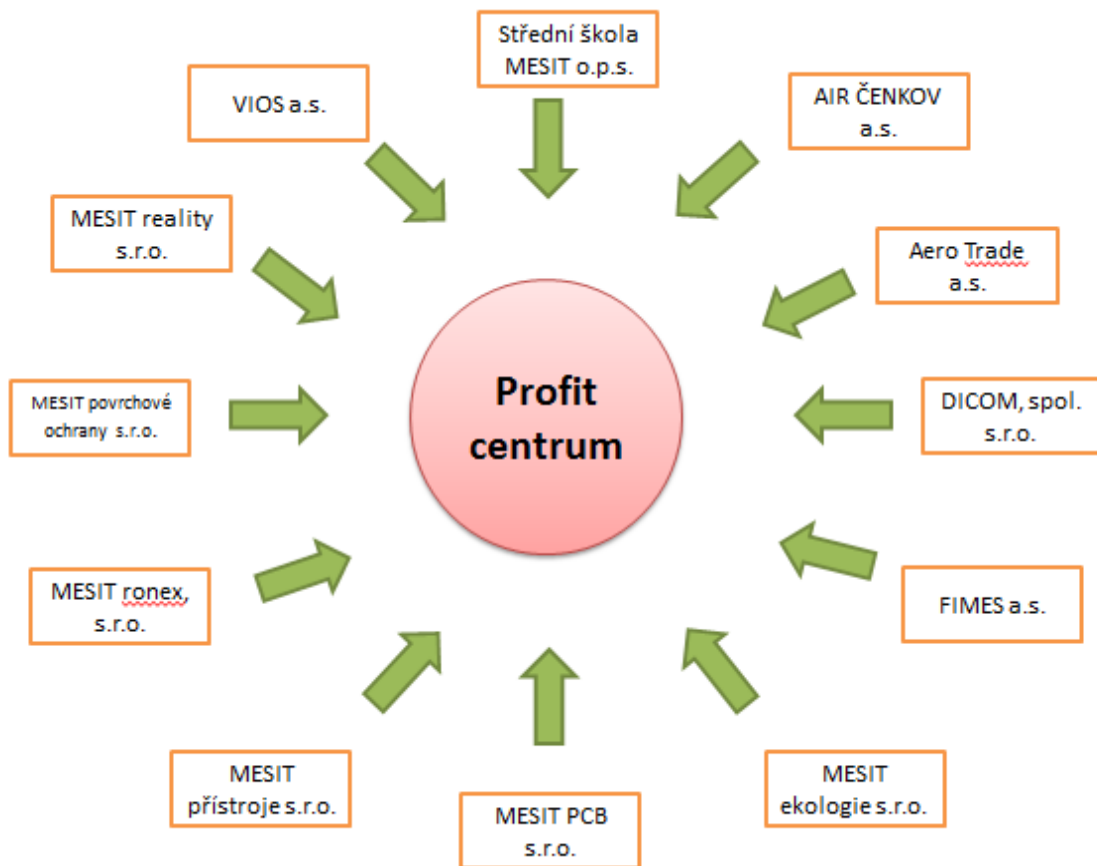 Střední škola
MESIT o.p.s.
VIOS a.s.
AIR ČENKOV
a.s.
MESIT reality
s.r.o.
Aero Trade
a.s.
Profit
centrum
MESIT povrchové
ochrany s.r.o.
DICOM, spol.
s.r.o.
MESIT ronex,
s.r.o.
FIMES a.s.
MESIT
přístroje s.r.o.
MESIT PCB
s.r.o.
MESIT
ekologie s.r.o.